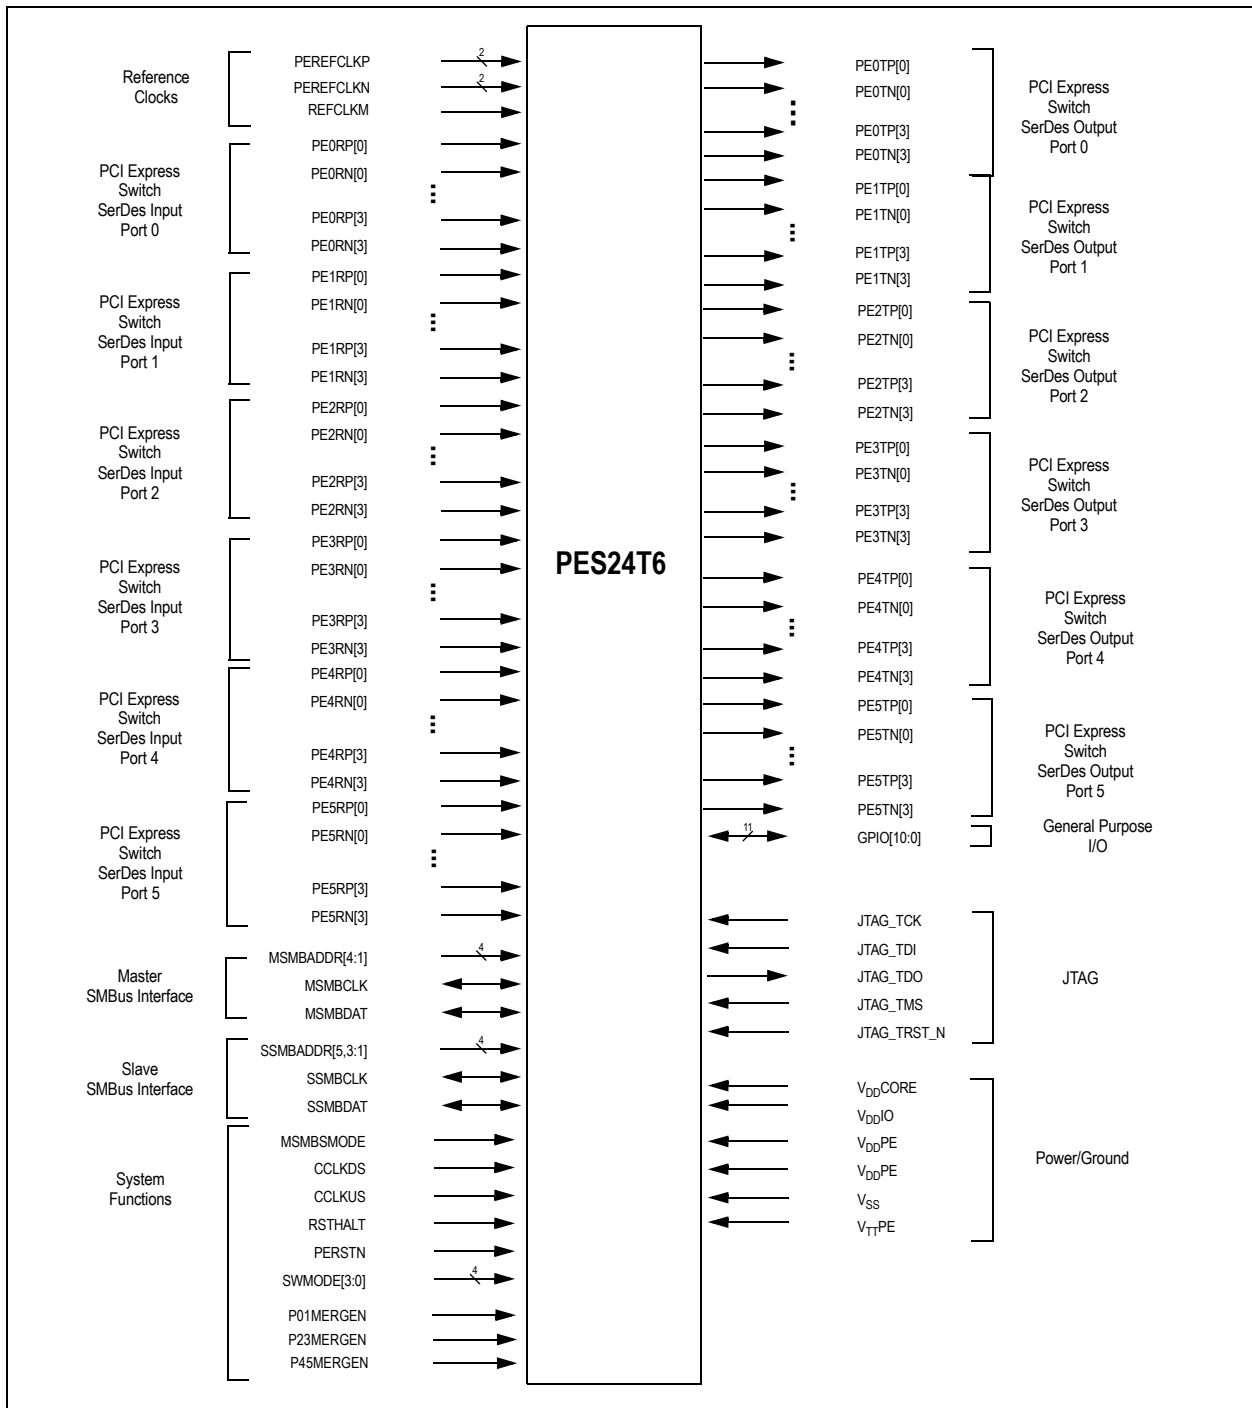 Reference
Clocks
PEREFCLKP
2
PEREFCLKN
2
REFCLKM
PCI Express
Switch
SerDes Input
Port 0
PE0RP[0]
PE0RN[0]
PE0RP[3]
PE0RN[3]
PCI Express
Switch
SerDes Input
Port 1
PE1RP[0]
PE1RN[0]
PE1RP[3]
PE1RN[3]
PCI Express
Switch
SerDes Input
Port 2
PE2RP[0]
PE2RN[0]
PE2RP[3]
PE2RN[3]
PCI Express
Switch
SerDes Input
Port 3
PE3RP[0]
PE3RN[0]
PE3RP[3]
PE3RN[3]
PCI Express
Switch
SerDes Input
Port 4
PE4RP[0]
PE4RN[0]
PE4RP[3]
PE4RN[3]
PCI Express
Switch
SerDes Input
Port 5
PE5RP[0]
PE5RN[0]
PE5RP[3]
PE5RN[3]
Master
SMBus Interface
MSMBADDR[4:1]
4
MSMBCLK
MSMBDAT
Slave
SMBus Interface
SSMBADDR[5,3:1]
4
SSMBCLK
SSMBDAT
System
Functions
MSMBSMODE
CCLKDS
CCLKUS
RSTHALT
PERSTN
SWMODE[3:0]
4
P01MERGEN
P23MERGEN
P45MERGEN
PES24T6
PE0TP[0]
PE0TN[0]
PE0TP[3]
PE0TN[3]
PCI Express
Switch
SerDes Output
Port 0
PE1TP[0]
PE1TN[0]
PE1TP[3]
PE1TN[3]
PCI Express
Switch
SerDes Output
Port 1
PE2TP[0]
PE2TN[0]
PE2TP[3]
PE2TN[3]
PCI Express
Switch
SerDes Output
Port 2
PE3TP[0]
PE3TN[0]
PE3TP[3]
PE3TN[3]
PCI Express
Switch
SerDes Output
Port 3
PE4TP[0]
PE4TN[0]
PE4TP[3]
PE4TN[3]
PCI Express
Switch
SerDes Output
Port 4
PE5TP[0]
PE5TN[0]
PE5TP[3]
PE5TN[3]
PCI Express
Switch
SerDes Output
Port 5
11
GPIO[10:0]
General Purpose
I/O
JTAG_TCK
JTAG_TDI
JTAG_TDO
JTAG_TMS
JTAG_TRST_N
JTAG
VDDCORE
VDDIO
VDDPE
VDDPE
VSS
VTTPE
Power/Ground